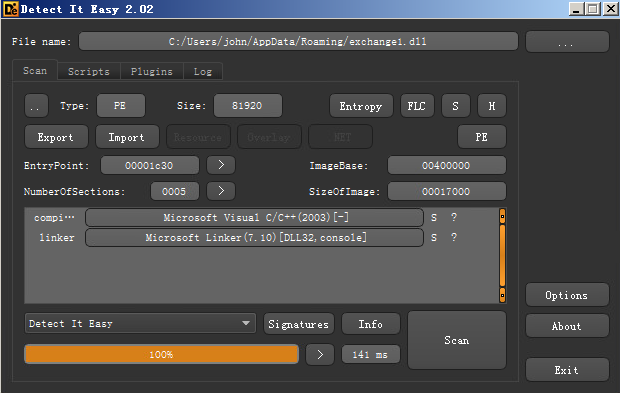 Detect It Easy 2.02
File name: C:/Users/john/AppData/Roaming/exchange1.dll ...
Scan Scripts Plugins Log
.. Type: PE Size: 81920 Entropy FLC S H
Export Import Resource Overlay .NET PE
EntryPoint: 00001c30 > ImageBase: 00400000
NumberOfSections: 0005 > SizeOfImage: 00017000
compi… Microsoft Visual C/C++(2003)[-] S ?
linker Microsoft Linker(7.10)[DLL32,console] S ?
Options
Detect It Easy Signatures Info Scan About
100% > 141 ms
Exit